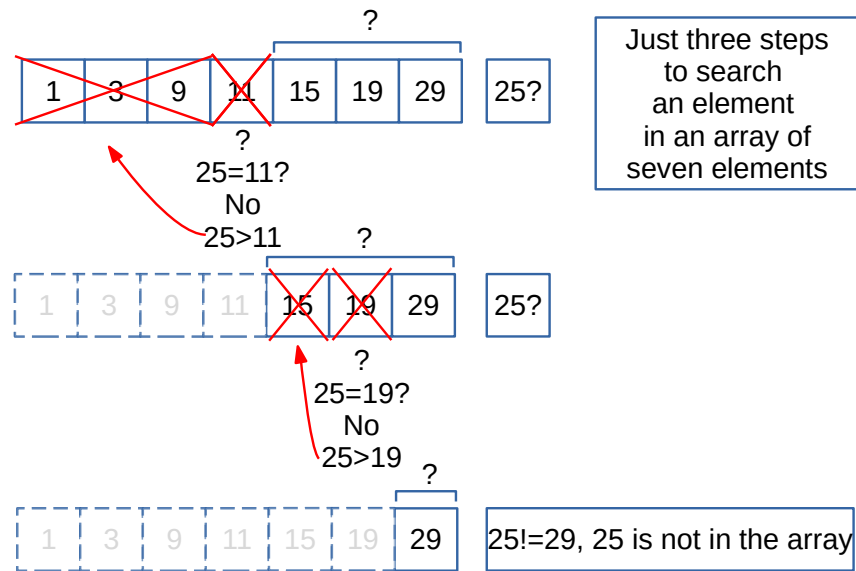 ?
1 3 9 11 15 19 29 25?
Just three steps
to search
an element
in an array of
seven elements
?
25=11?
No
25>11
?
1 3 9 11 15 19 29 25?
?
25=19?
No
25>19
?
1 3 9 11 15 19 29 25!=29, 25 is not in the array